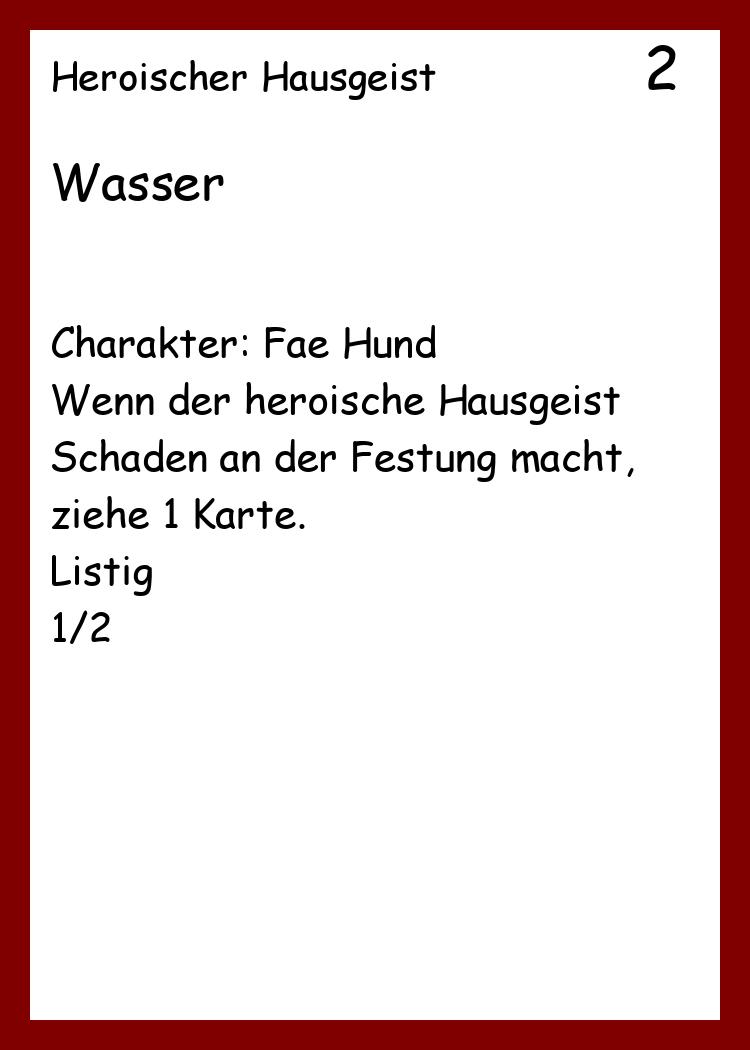 Heroischer Hausgeist 2
Wasser
Charakter: Fae Hund
Wenn der heroische Hausgeist
Schaden an der Festung macht,
ziehe 1 Karte.
Listig
1/2